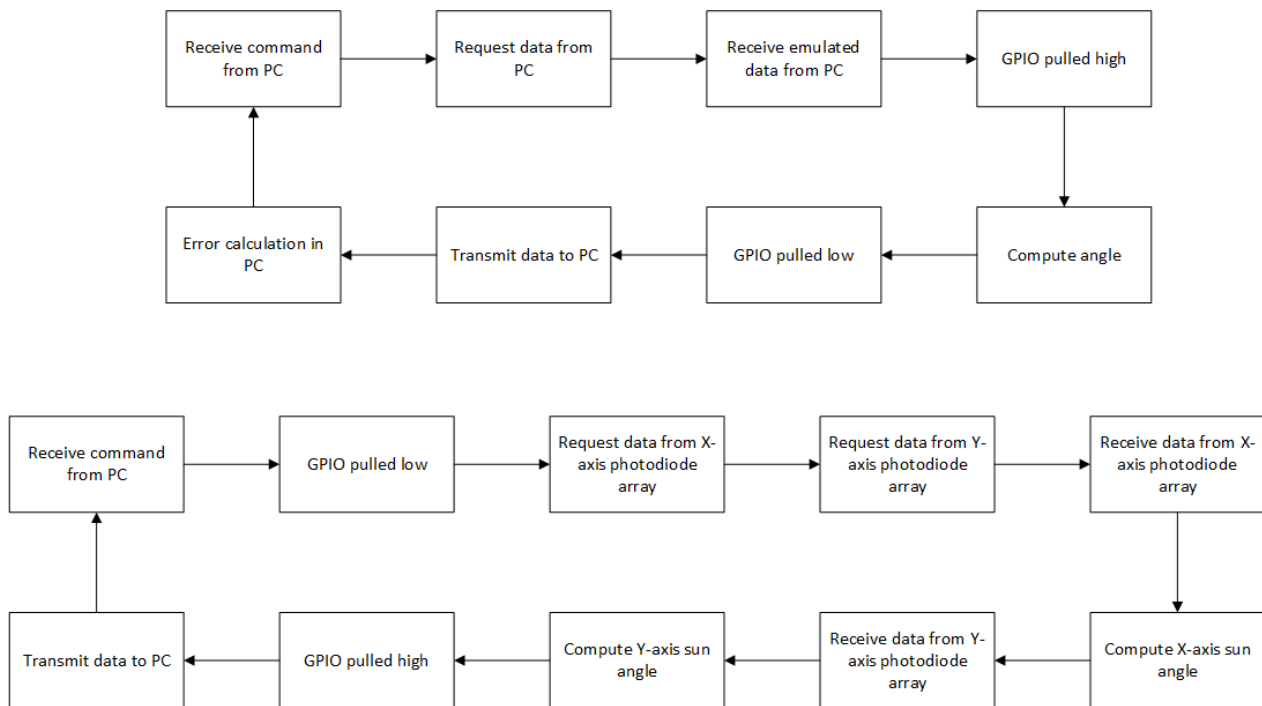 Receive command
from PC
Request data from
PC
Receive emulated
data from PC
GPIO pulled high
Compute angle
GPIO pulled low
Transmit data to PC
Error calculation in
PC
Receive command
from PC
GPIO pulled low
Request data from X-
axis photodiode
array
Request data from Y-
axis photodiode
array
Receive data from X-
axis photodiode
array
Compute X-axis sun
angle
Receive data from Y-
axis photodiode
array
Compute Y-axis sun
angle
GPIO pulled high
Transmit data to PC